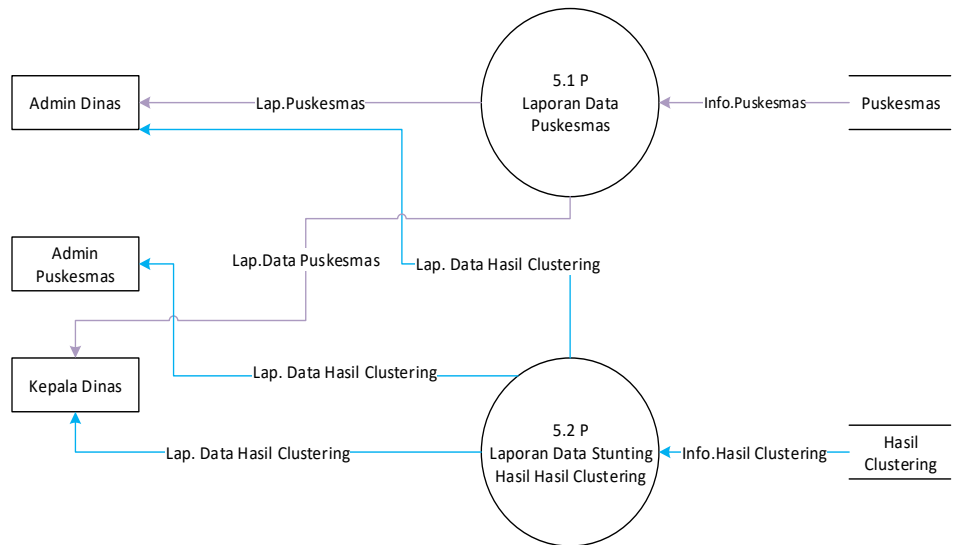 5.1 P
Laporan Data
Puskesmas
Admin Dinas
Lap.Puskesmas
Info.Puskesmas
Puskesmas
Admin
Puskesmas
Lap.Data Puskesmas
Lap. Data Hasil Clustering
Lap. Data Hasil Clustering
Kepala Dinas
Lap. Data Hasil Clustering
5.2 P
Laporan Data Stunting
Hasil Hasil Clustering
Info.Hasil Clustering
Hasil
Clustering